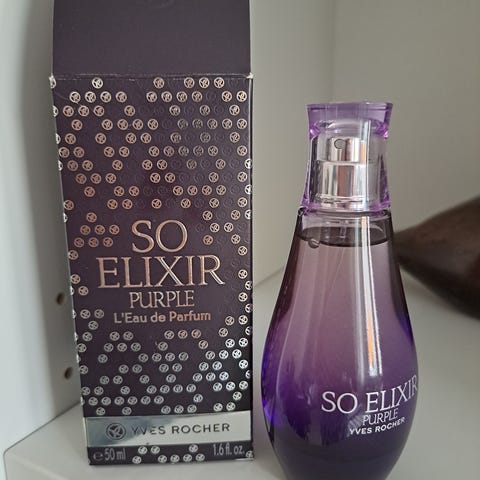 SO
ELIXIR
PURPLE
L'Eau de Parfum
YVES ROCHER
℮50 ml 1.6 fl. oz.
SO ELIXIR
PURPLE
YVES ROCHER